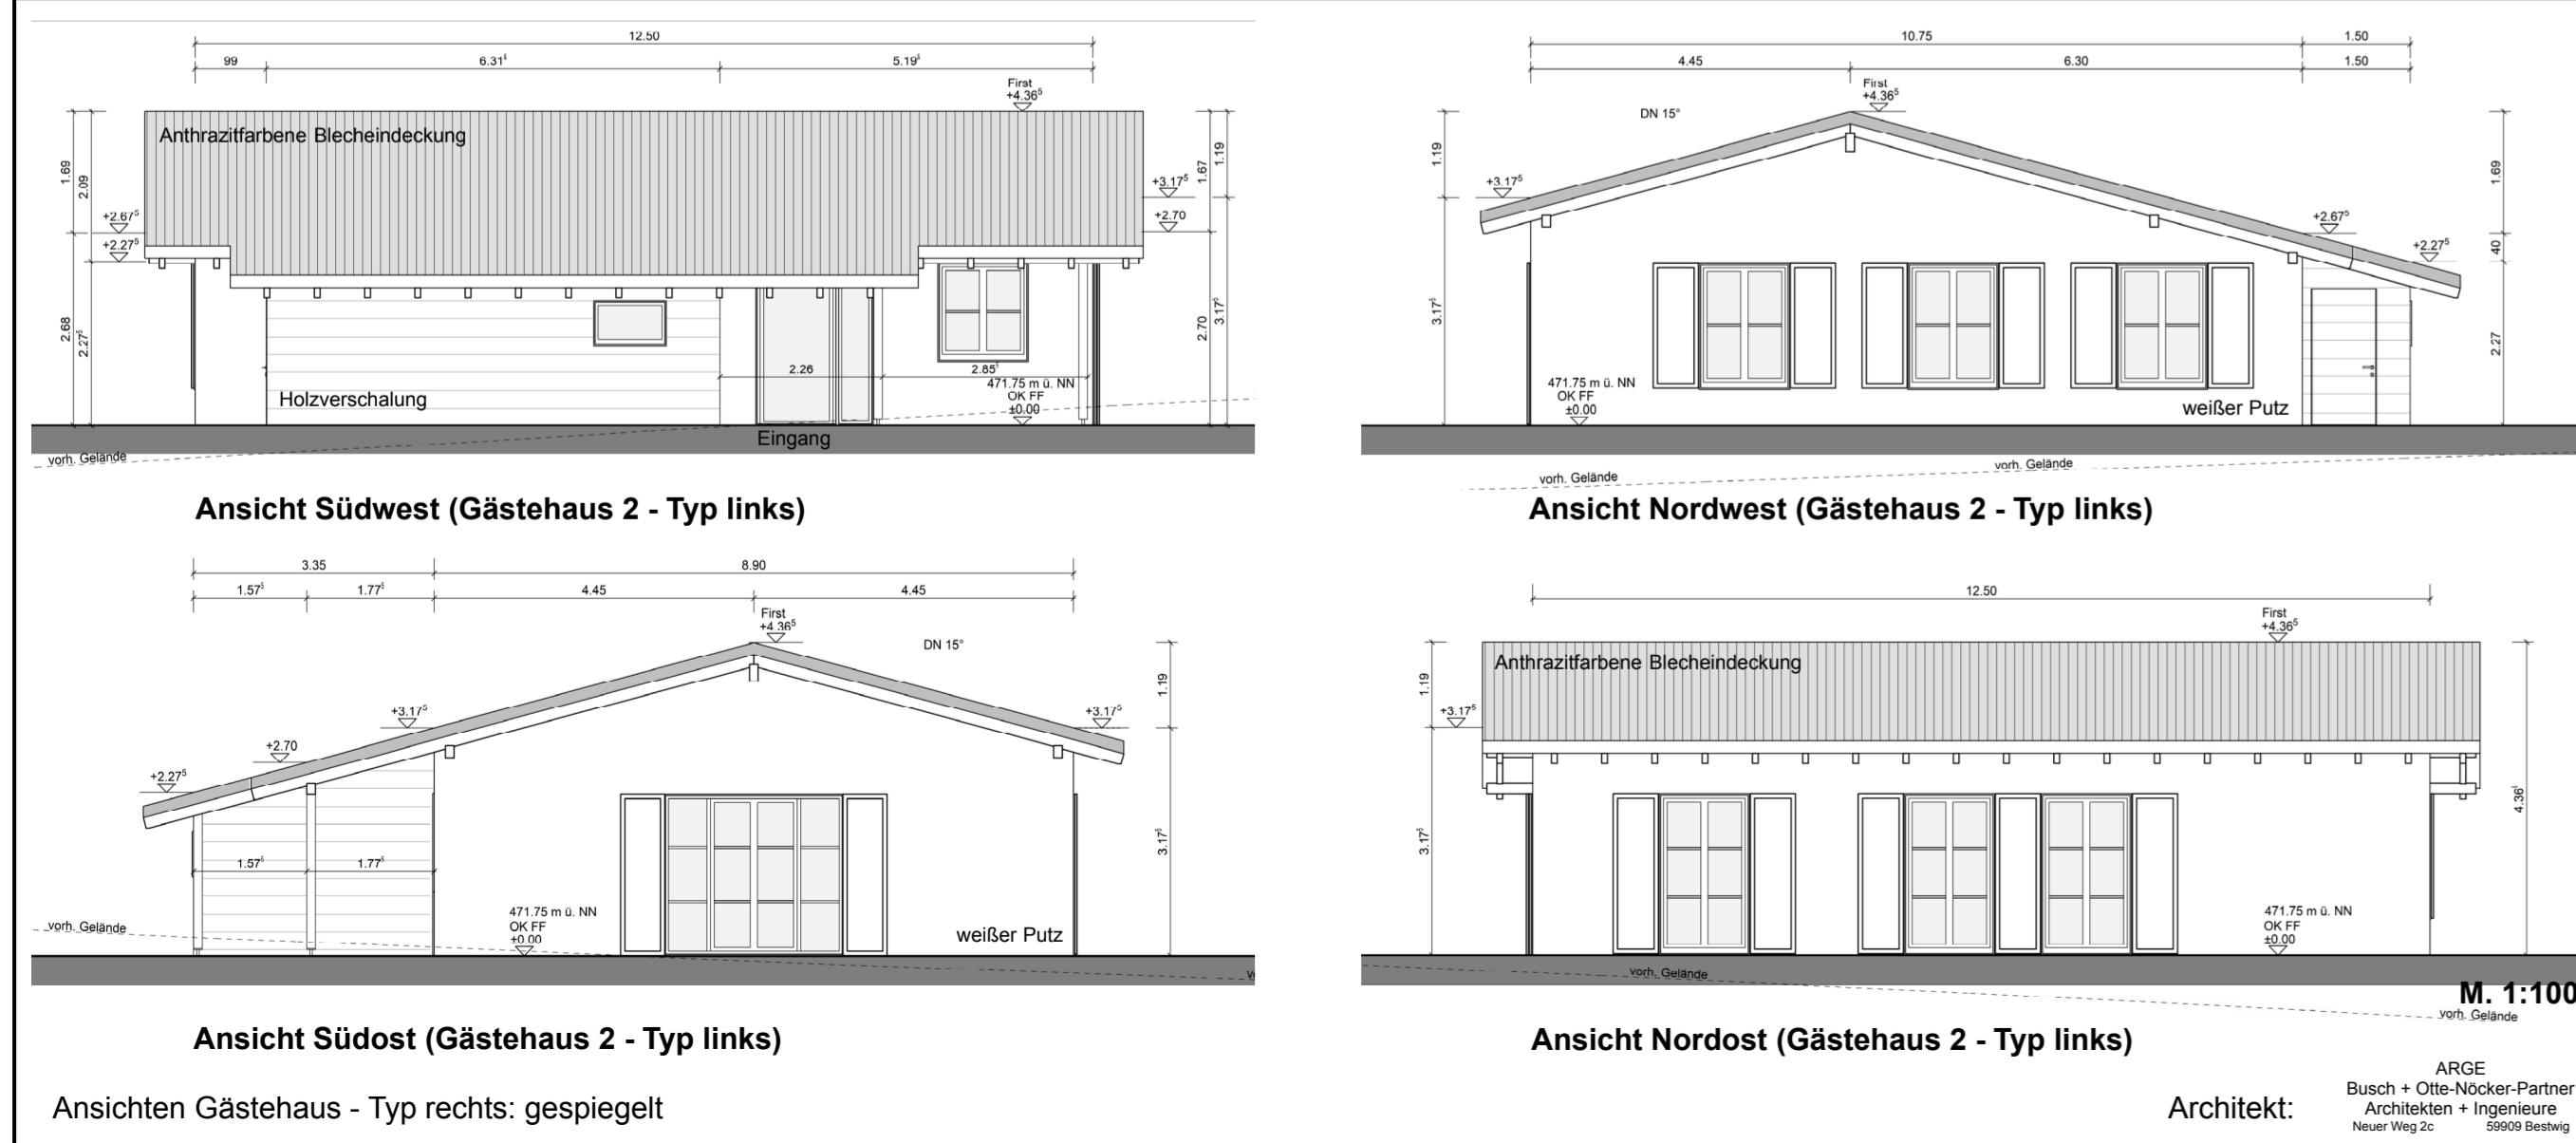 12.50
99 6.31⁵ 5.19⁵
First
+4.36⁵
Anthrazitfarbene Blecheindeckung
1.69
2.09
1.67
1.19
+3.17⁵
+2.67⁵
+2.70
+2.27⁵
2.68
2.27⁵
2.70
3.17⁵
2.26 2.85⁵
471.75 m ü. NN
OK FF
±0.00
Holzverschalung
Eingang
vorh. Gelände
Ansicht Südwest (Gästehaus 2 - Typ links)
10.75 1.50
4.45 6.30 1.50
First
+4.36⁵
DN 15°
1.19
1.69
+3.17⁵
+2.67⁵
40
+2.27⁵
3.17⁵
2.27
471.75 m ü. NN
OK FF
±0.00
weißer Putz
vorh. Gelände
vorh. Gelände
Ansicht Nordwest (Gästehaus 2 - Typ links)
3.35 8.90
1.57⁵ 1.77⁵ 4.45 4.45
First
+4.36⁵
DN 15°
1.19
+3.17⁵
+3.17⁵
+2.70
+2.27⁵
3.17⁵
1.57⁵ 1.77⁵
471.75 m ü. NN
OK FF
±0.00
weißer Putz
vorh. Gelände
Ansicht Südost (Gästehaus 2 - Typ links)
12.50
First
+4.36⁵
Anthrazitfarbene Blecheindeckung
1.19
+3.17⁵
3.17⁵
4.36⁵
471.75 m ü. NN
OK FF
±0.00
vorh. Gelände
M. 1:100
vorh. Gelände
Ansicht Nordost (Gästehaus 2 - Typ links)
Ansichten Gästehaus - Typ rechts: gespiegelt
Architekt:
ARGE
Busch + Otte-Nöcker-Partner
Architekten + Ingenieure
Neuer Weg 2c 59909 Bestwig